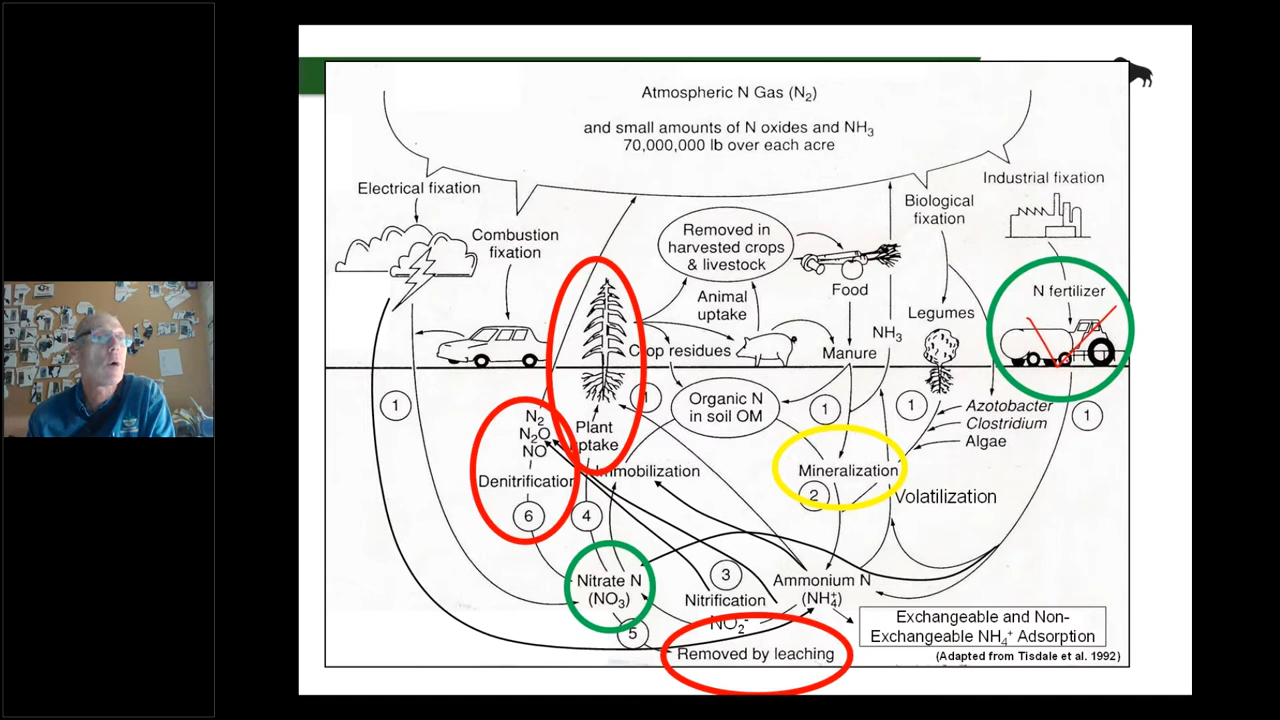 Atmospheric N Gas (N2)
and small amounts of N oxides and NH3
70,000,000 lb over each acre
Electrical fixation
Combustion
fixation
Removed in
harvested crops
& livestock
Biological
fixation
Industrial fixation
Food
N fertilizer
Animal
uptake
Legumes
NH3
Crop residues
Manure
1
1
1
1
1
Organic N
in soil OM
Azotobacter
Clostridium
Algae
N2
N2O
NO
Plant
uptake
Denitrification
Immobilization
Mineralization
2
Volatilization
6
4
3
Nitrate N
(NO3)
Nitrification
NO2-
Ammonium N
(NH4+)
5
Removed by leaching
Exchangeable and Non-
Exchangeable NH4+ Adsorption
(Adapted from Tisdale et al. 1992)